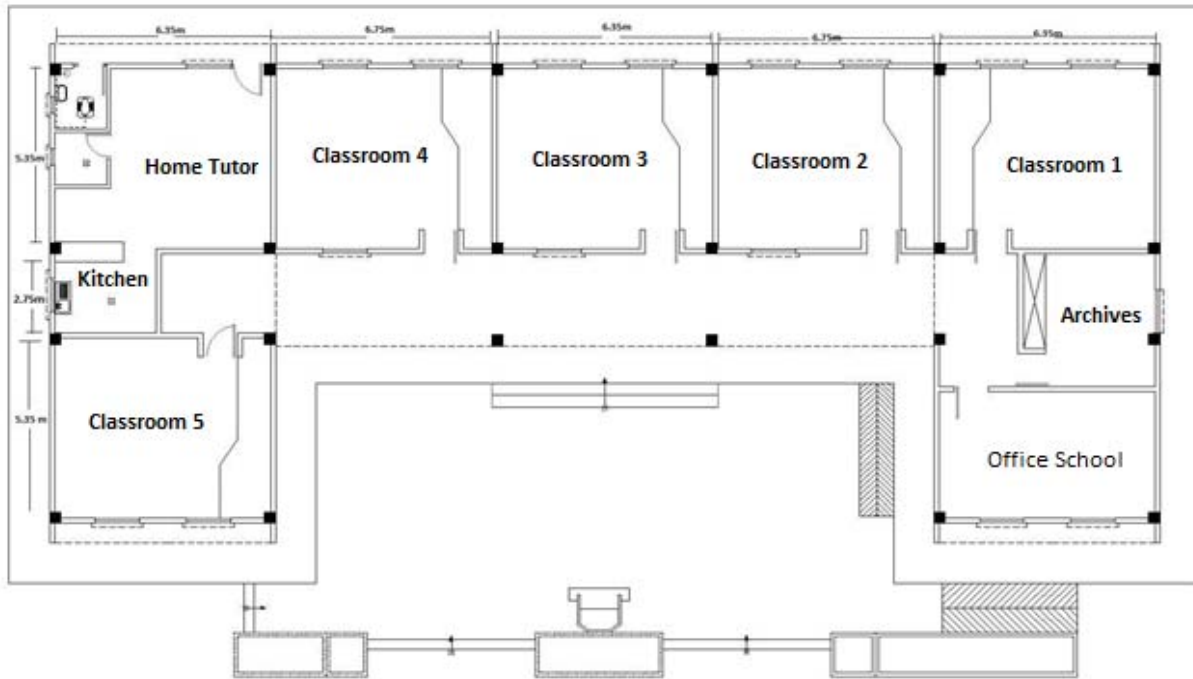 6.35m
6.75m
6.35m
6.75m
6.35m
5.35m
Home Tutor
Classroom 4
Classroom 3
Classroom 2
Classroom 1
Kitchen
2.75m
Archives
Classroom 5
5.35 m
Office School